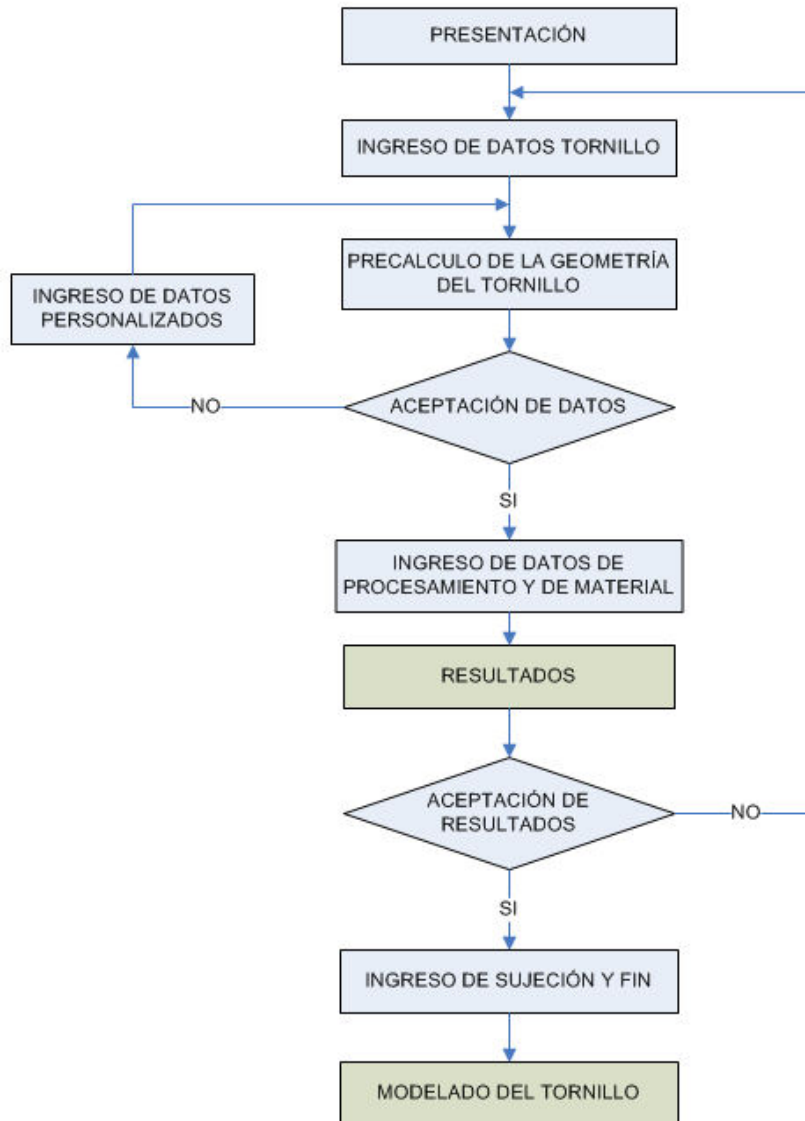 PRESENTACIÓN
INGRESO DE DATOS TORNILLO
PRECALCULO DE LA GEOMETRÍA
DEL TORNILLO
INGRESO DE DATOS
PERSONALIZADOS
ACEPTACIÓN DE DATOS
NO
SI
INGRESO DE DATOS DE
PROCESAMIENTO Y DE MATERIAL
RESULTADOS
ACEPTACIÓN DE
RESULTADOS
NO
SI
INGRESO DE SUJECIÓN Y FIN
MODELADO DEL TORNILLO